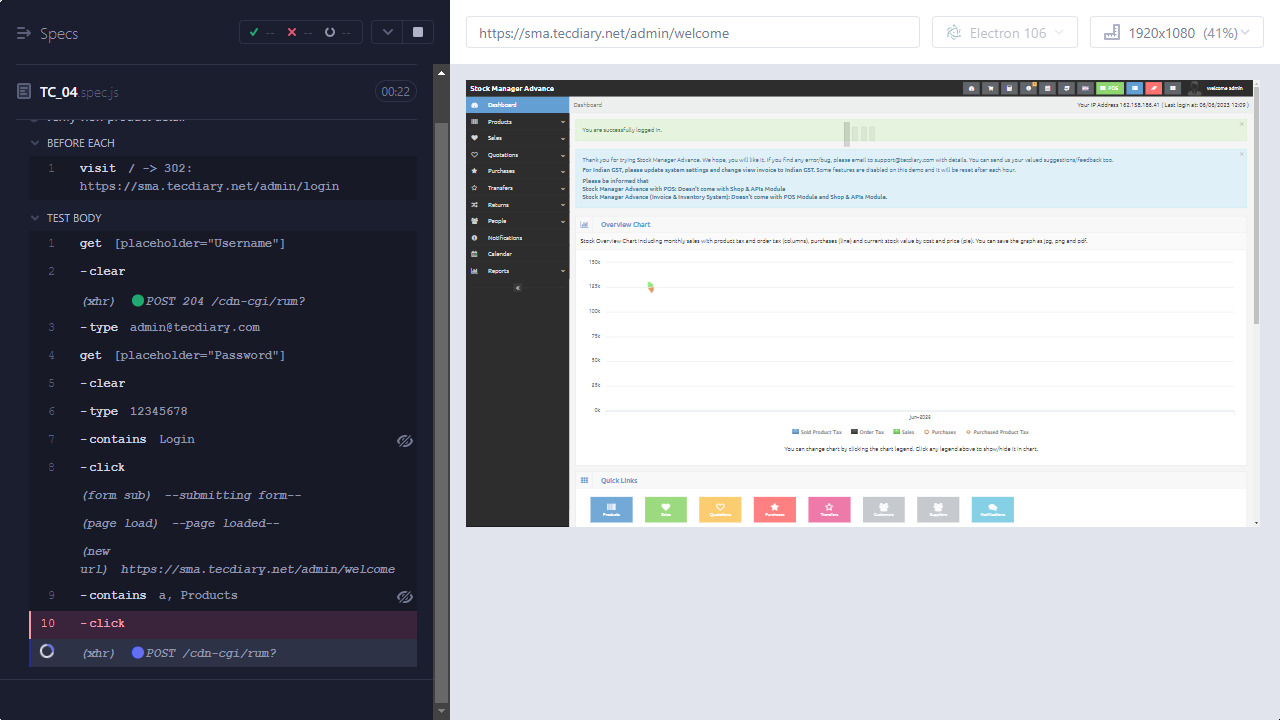 Specs
--
--
--
TC_04.spec.js
00:22
BEFORE EACH
1 visit / -> 302:
https://sma.tecdiary.net/admin/login
TEST BODY
1 get [placeholder="Username"]
2 -clear
(xhr) POST 204 /cdn-cgi/rum?
3 -type admin@tecdiary.com
4 get [placeholder="Password"]
5 -clear
6 -type 12345678
7 -contains Login
8 -click
(form sub) --submitting form--
(page load) --page loaded--
(new
url) https://sma.tecdiary.net/admin/welcome
9 -contains a, Products
10 -click
(xhr) POST /cdn-cgi/rum?
https://sma.tecdiary.net/admin/welcome
Electron 106
1920x1080 (41%)
Stock Manager Advance
POS
welcome admin
Dashboard
Products
Sales
Quotations
Purchases
Transfers
Returns
People
Notifications
Calendar
Reports
Dashboard
Your IP Address 162.158.186.41 ( Last login at: 06/06/2023 12:09 )
You are successfully logged in.
Thank you for trying Stock Manager Advance. We hope, you will like it. If you find any error/bug, please email to support@tecdiary.com with details. You can send us your valued suggestions/feedback too.
For Indian GST, please update system settings and change view invoice to Indian GST. Some features are disabled on this demo and it will be reset after each hour.
Please be informed that
Stock Manager Advance with POS: Doesn't come with Shop & APIs Module
Stock Manager Advance (Invoice & Inventory System): Doesn't come with POS Module and Shop & APIs Module.
Overview Chart
Stock Overview Chart including monthly sales with product tax and order tax (columns), purchases (line) and current stock value by cost and price (pie). You can save the graph as jpg, png and pdf.
150k
125k
100k
75k
50k
25k
0k
Jun-2023
Sold Product Tax
Order Tax
Sales
Purchases
Purchased Product Tax
You can change chart by clicking the chart legend. Click any legend above to show/hide it in chart.
Quick Links
Products
Sales
Quotations
Purchases
Transfers
Customers
Suppliers
Notifications